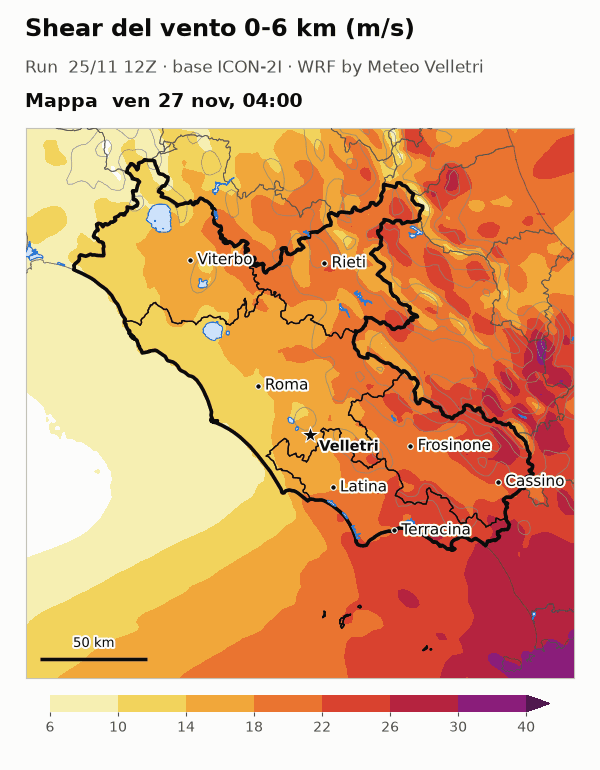 Shear del vento 0-6 km (m/s)
Run  25/11 12Z · base ICON-2I · WRF by Meteo Velletri
Mappa  ven 27 nov, 04:00
Viterbo
Rieti
Roma
Velletri
Frosinone
Cassino
Latina
Terracina
50 km
6 10 14 18 22 26 30 40